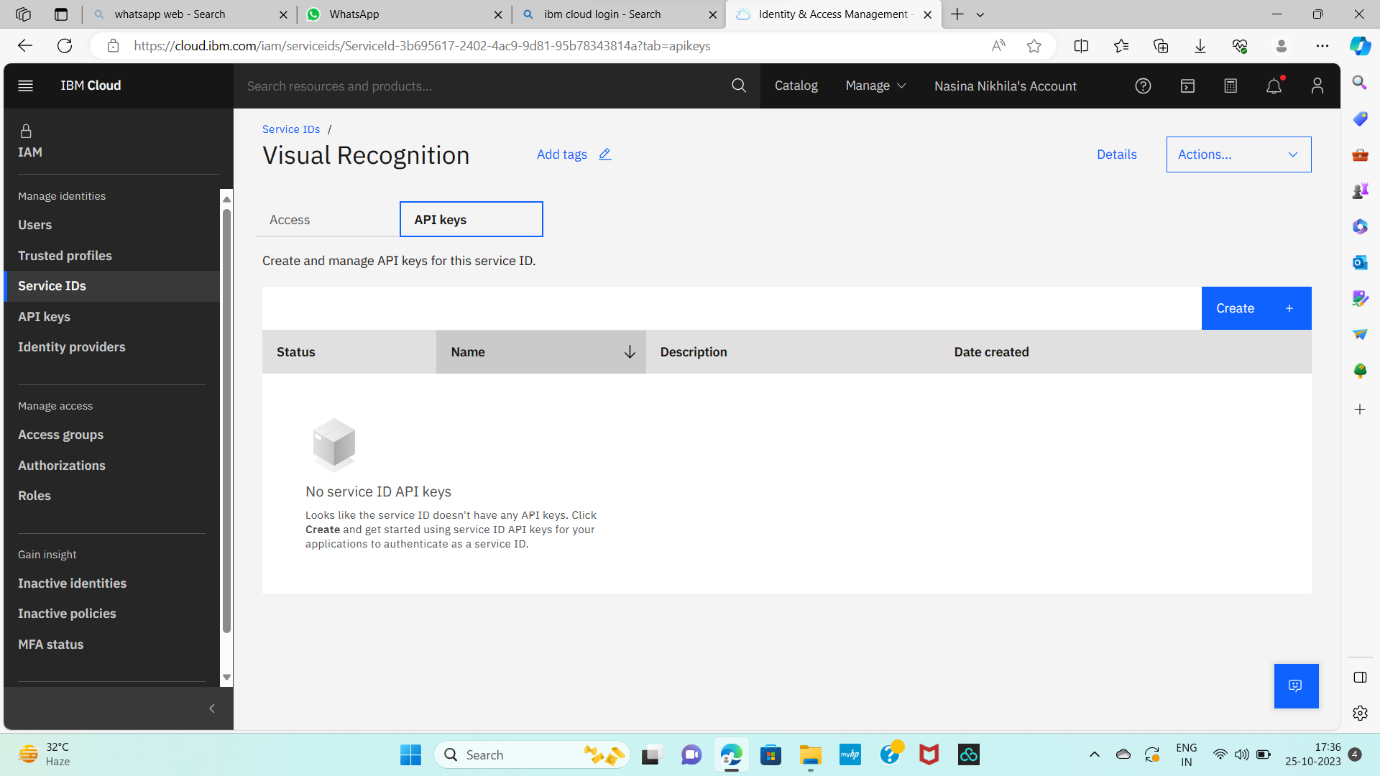 whatsapp web - Search
WhatsApp
ibm cloud login - Search
Identity & Access Management -
https://cloud.ibm.com/iam/serviceids/ServiceId-3b695617-2402-4ac9-9d81-95b78343814a?tab=apikeys
IBM Cloud
Search resources and products...
Catalog
Manage
Nasina Nikhila's Account
IAM
Manage identities
Users
Trusted profiles
Service IDs
API keys
Identity providers
Manage access
Access groups
Authorizations
Roles
Gain insight
Inactive identities
Inactive policies
MFA status
Service IDs /
Visual Recognition
Add tags
Details
Actions...
Access
API keys
Create and manage API keys for this service ID.
Create +
Status
Name
Description
Date created
No service ID API keys
Looks like the service ID doesn't have any API keys. Click
Create and get started using service ID API keys for your
applications to authenticate as a service ID.
32°C
Haze
Search
myhp
ENG
IN
17:36
25-10-2023
4